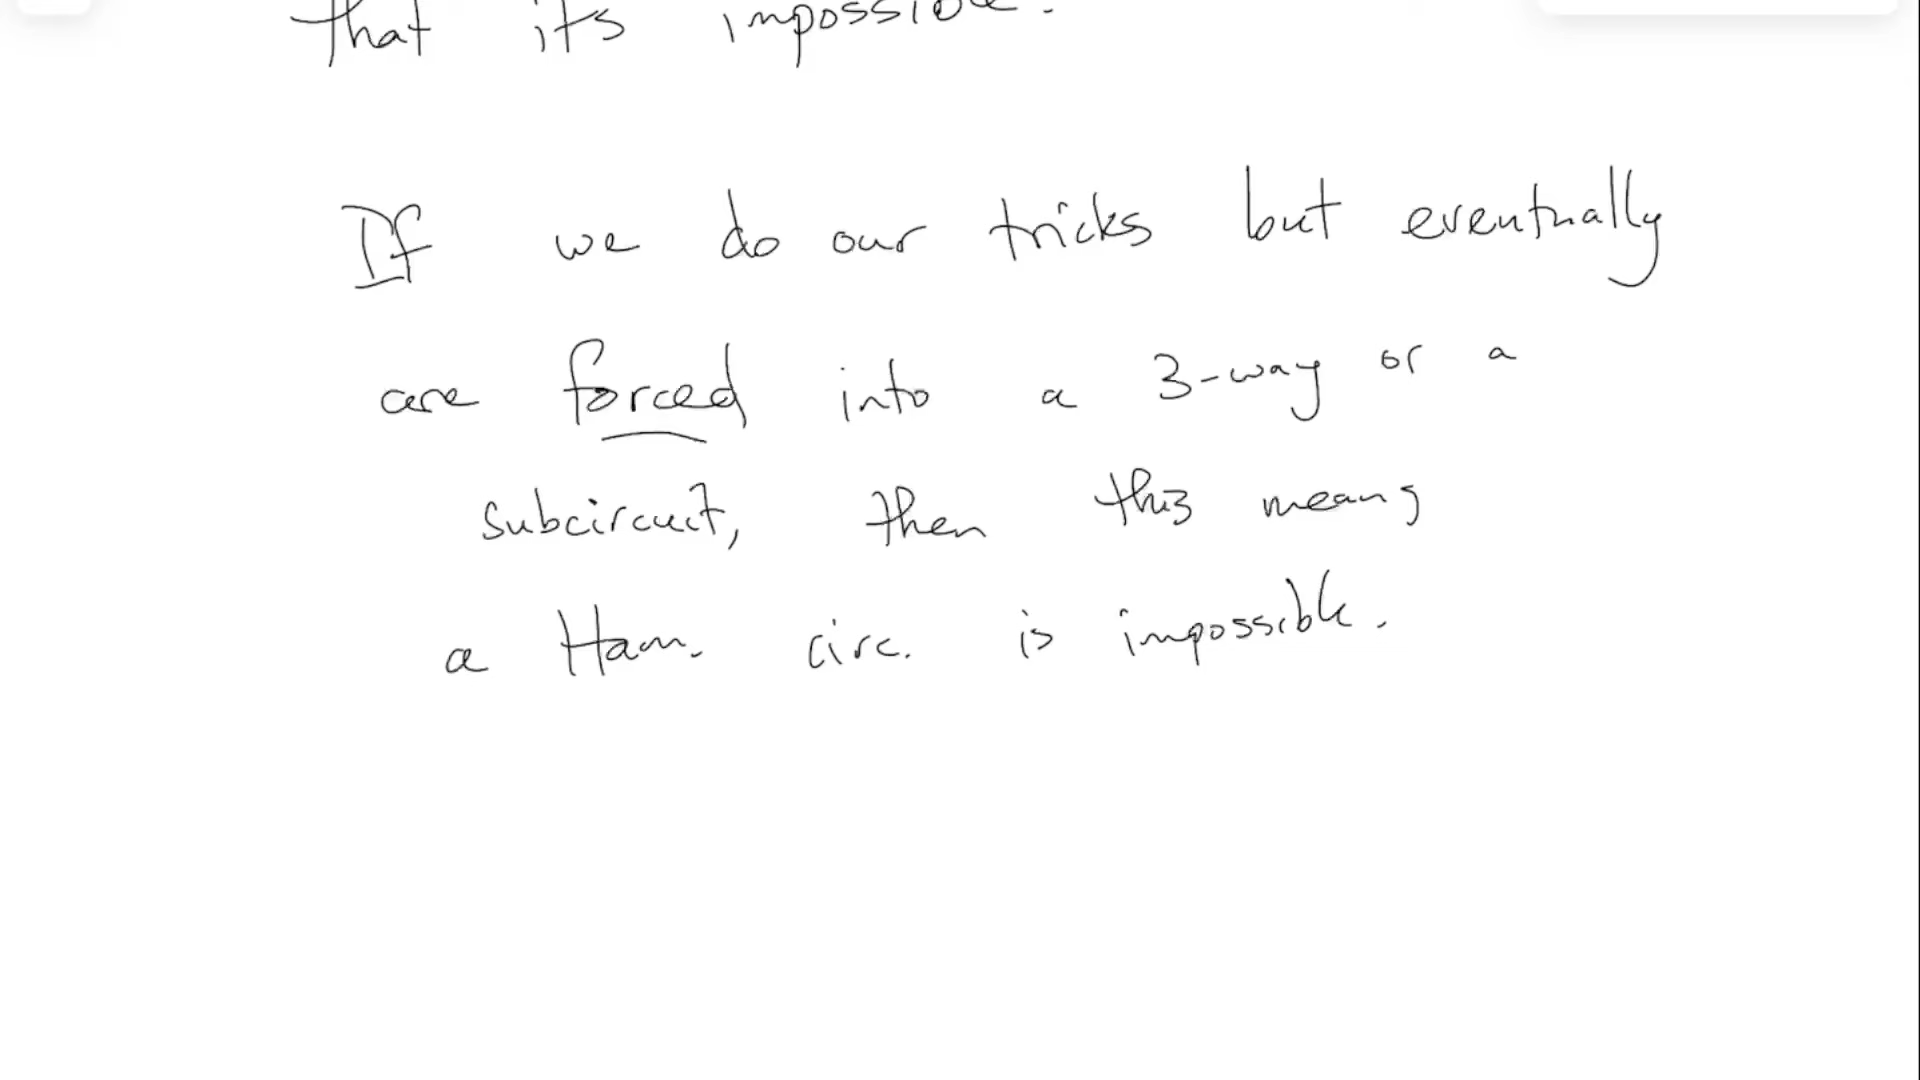 that it's impossible.
If we do our tricks but eventually
are forced into a 3-way or a
subcircuit, then this means
a Ham. circ. is impossible.